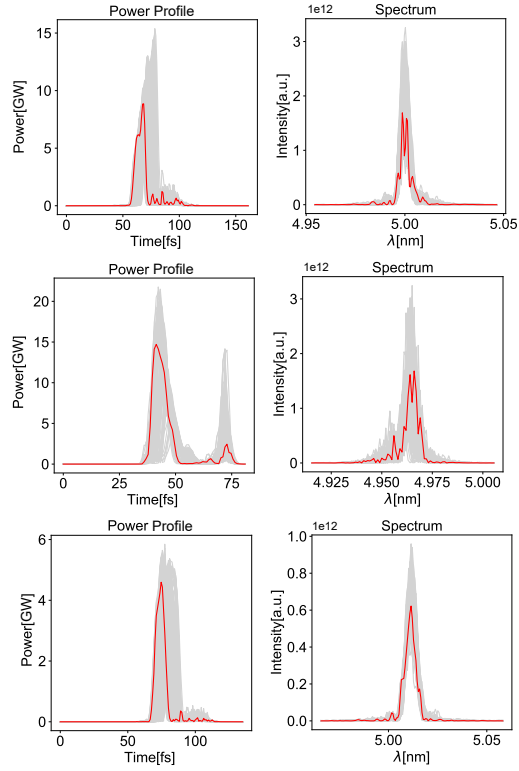 Power Profile
Power[GW]
15
10
5
0
0
50
100
150
Time[fs]
Spectrum
1e12
Intensity[a.u.]
3
2
1
0
4.95
5.00
5.05
λ[nm]
Power Profile
Power[GW]
20
15
10
5
0
0
25
50
75
Time[fs]
Spectrum
1e12
Intensity[a.u.]
3
2
1
0
4.925
4.950
4.975
5.000
λ[nm]
Power Profile
Power[GW]
6
4
2
0
0
50
100
Time[fs]
Spectrum
1e12
Intensity[a.u.]
1.0
0.8
0.6
0.4
0.2
0.0
5.00
5.05
λ[nm]